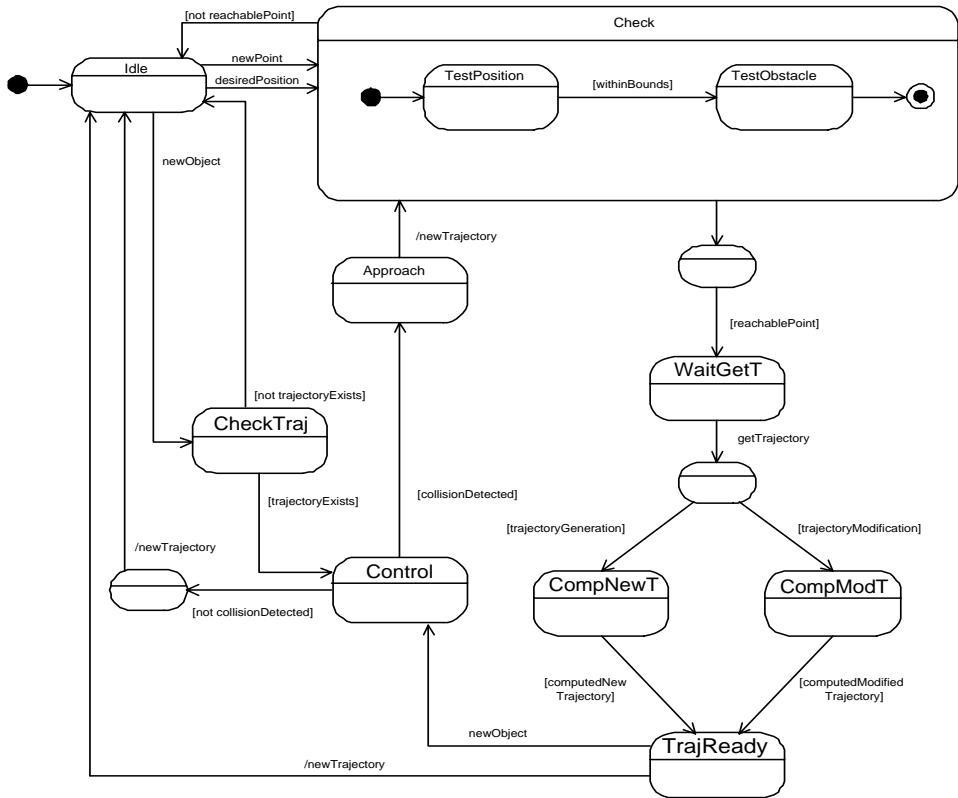 [not reachablePoint]
Check
Idle
newPoint
desiredPosition
TestPosition
[withinBounds]
TestObstacle
newObject
/newTrajectory
Approach
[reachablePoint]
WaitGetT
[not trajectoryExists]
CheckTraj
getTrajectory
[trajectoryExists]
[collisionDetected]
[trajectoryGeneration]
[trajectoryModification]
/newTrajectory
Control
CompNewT
CompModT
[not collisionDetected]
[computedNew
Trajectory]
[computedModified
Trajectory]
newObject
TrajReady
/newTrajectory